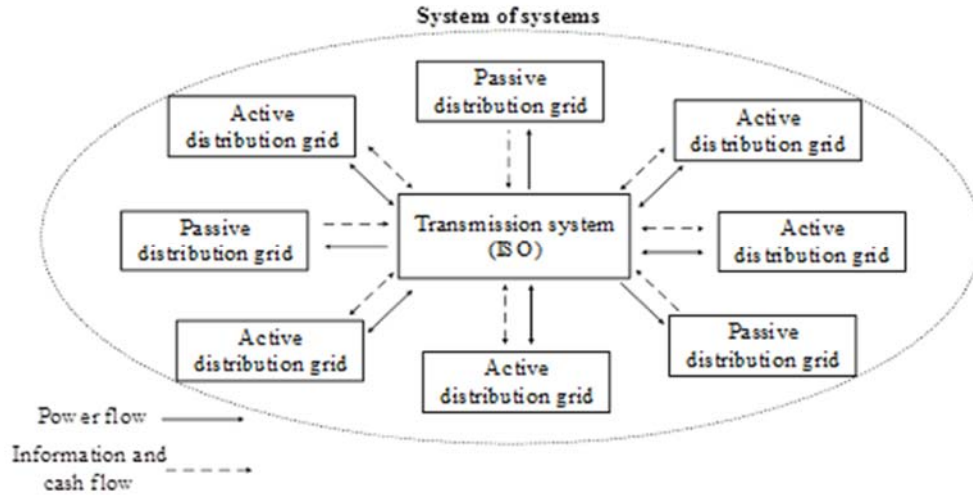 System of systems
Passive
distribution grid
Active
distribution grid
Active
distribution grid
Transmission system
(ISO)
Passive
distribution grid
Active
distribution grid
Active
distribution grid
Active
distribution grid
Passive
distribution grid
Power flow
Information and
cash flow